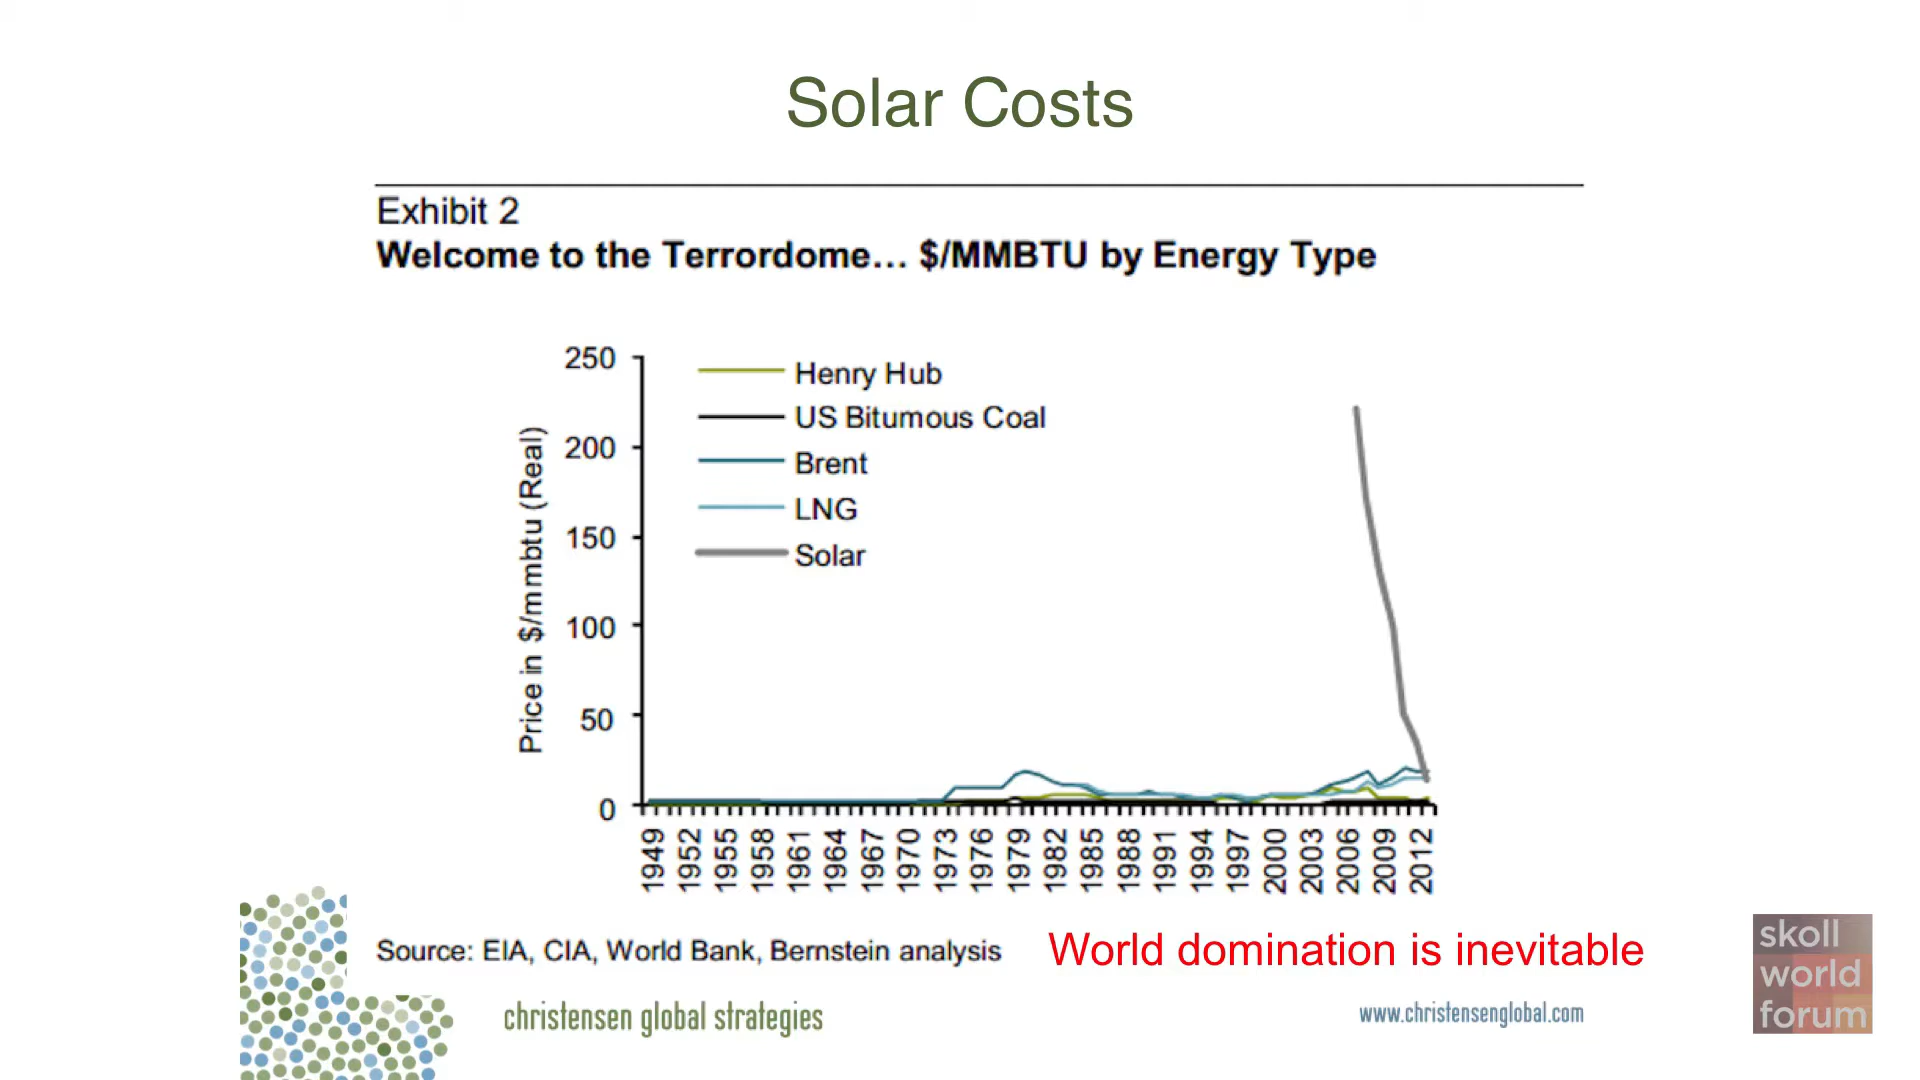 Solar Costs
Exhibit 2
Welcome to the Terrordome... $/MMBTU by Energy Type
Price in $/mmbtu (Real)
250
200
150
100
50
0
Henry Hub
US Bitumous Coal
Brent
LNG
Solar
1949
1952
1955
1958
1961
1964
1967
1970
1973
1976
1979
1982
1985
1988
1991
1994
1997
2000
2003
2006
2009
2012
Source: EIA, CIA, World Bank, Bernstein analysis
World domination is inevitable
christensen global strategies
www.christensenglobal.com
skoll
world
forum